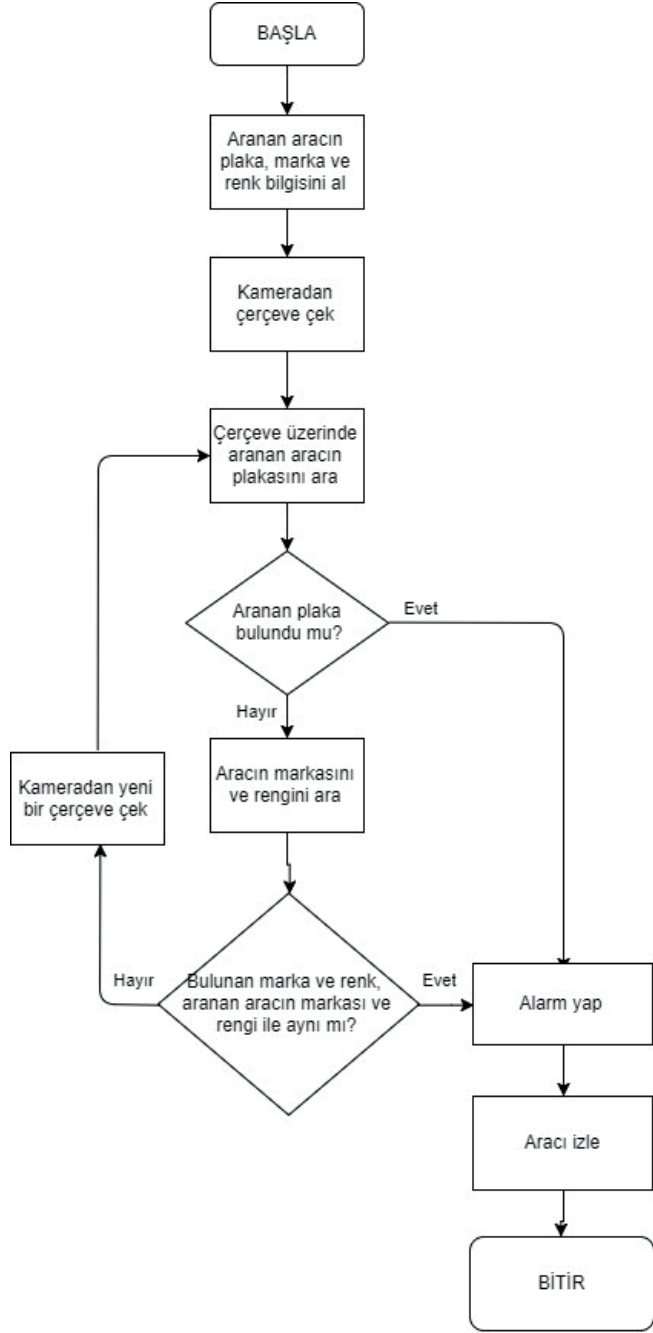 BAŞLA
Aranan aracın
plaka, marka ve
renk bilgisini al
Kameradan
çerçeve çek
Çerçeve üzerinde
aranan aracın
plakasını ara
Aranan plaka
bulundu mu?
Evet
Hayır
Aracın markasını
ve rengini ara
Kameradan yeni
bir çerçeve çek
Hayır
Bulunan marka ve renk,
aranan aracın markası ve
rengi ile aynı mı?
Evet
Alarm yap
Aracı izle
BİTİR